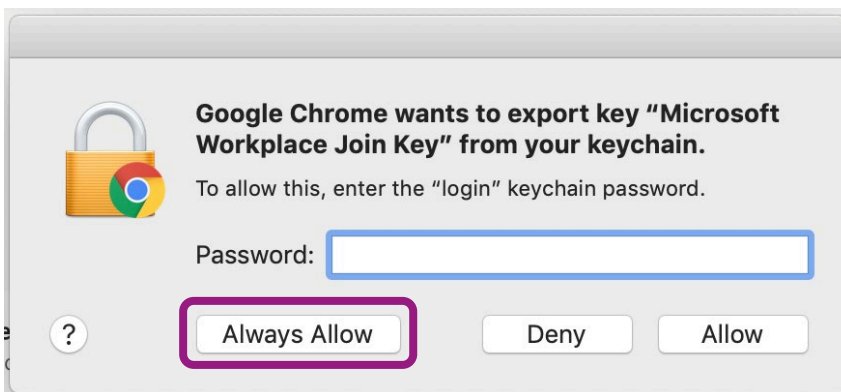 Google Chrome wants to export key “Microsoft
Workplace Join Key” from your keychain.
To allow this, enter the “login” keychain password.
Password:
? Always Allow Deny Allow